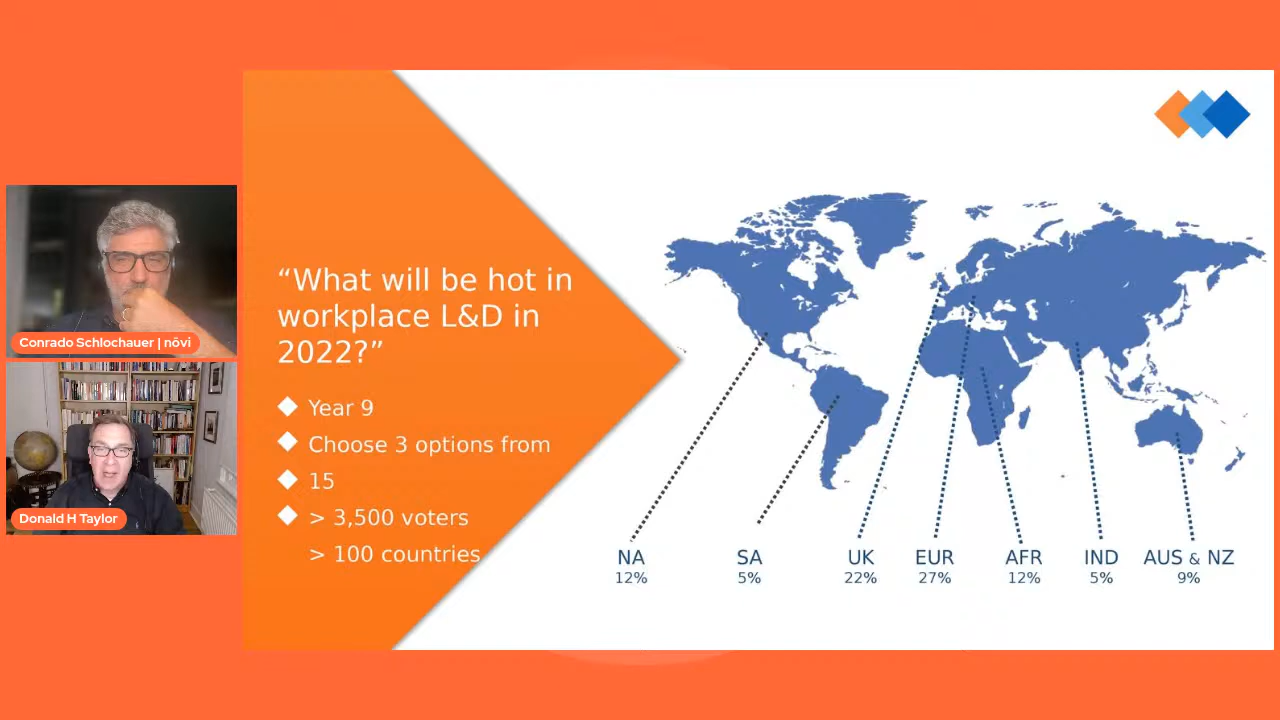 Conrado Schlochauer | nōvi
Donald H Taylor
“What will be hot in
workplace L&D in
2022?”
Year 9
Choose 3 options from
15
> 3,500 voters
> 100 countries
NA
12%
SA
5%
UK
22%
EUR
27%
AFR
12%
IND
5%
AUS & NZ
9%